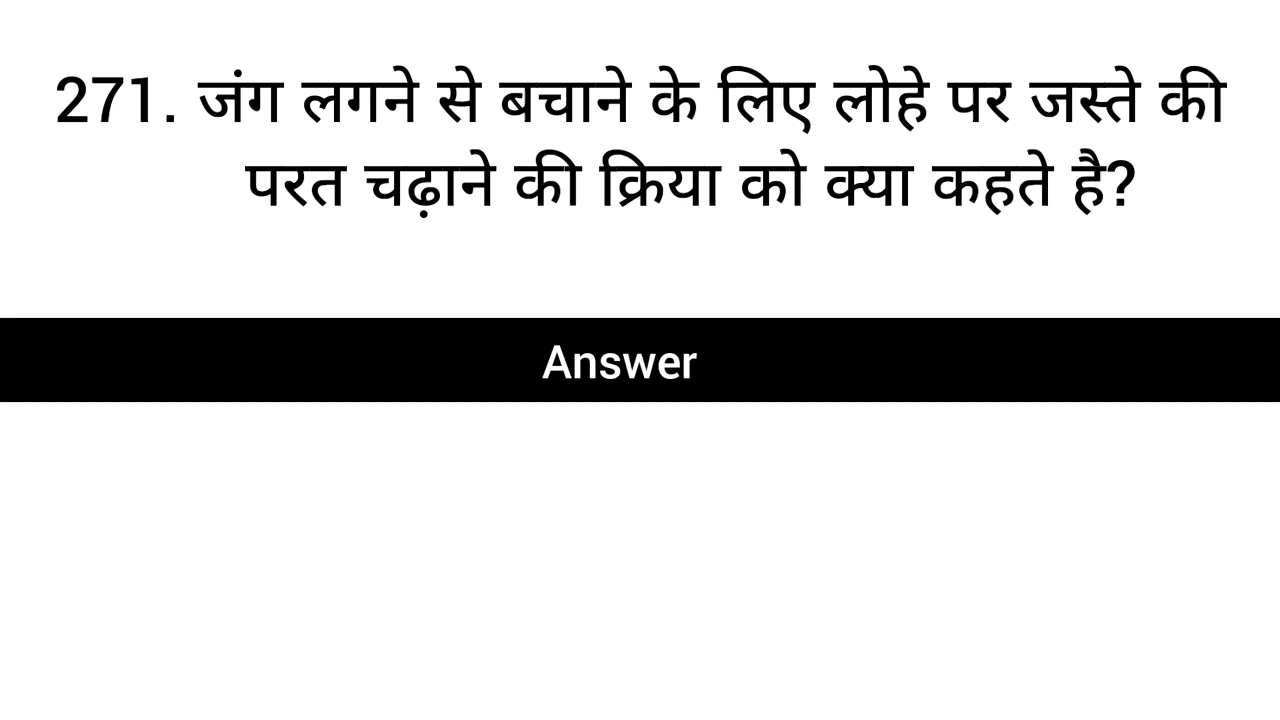 271. जंग लगने से बचाने के लिए लोहे पर जस्ते की
परत चढ़ाने की क्रिया को क्या कहते है?
Answer